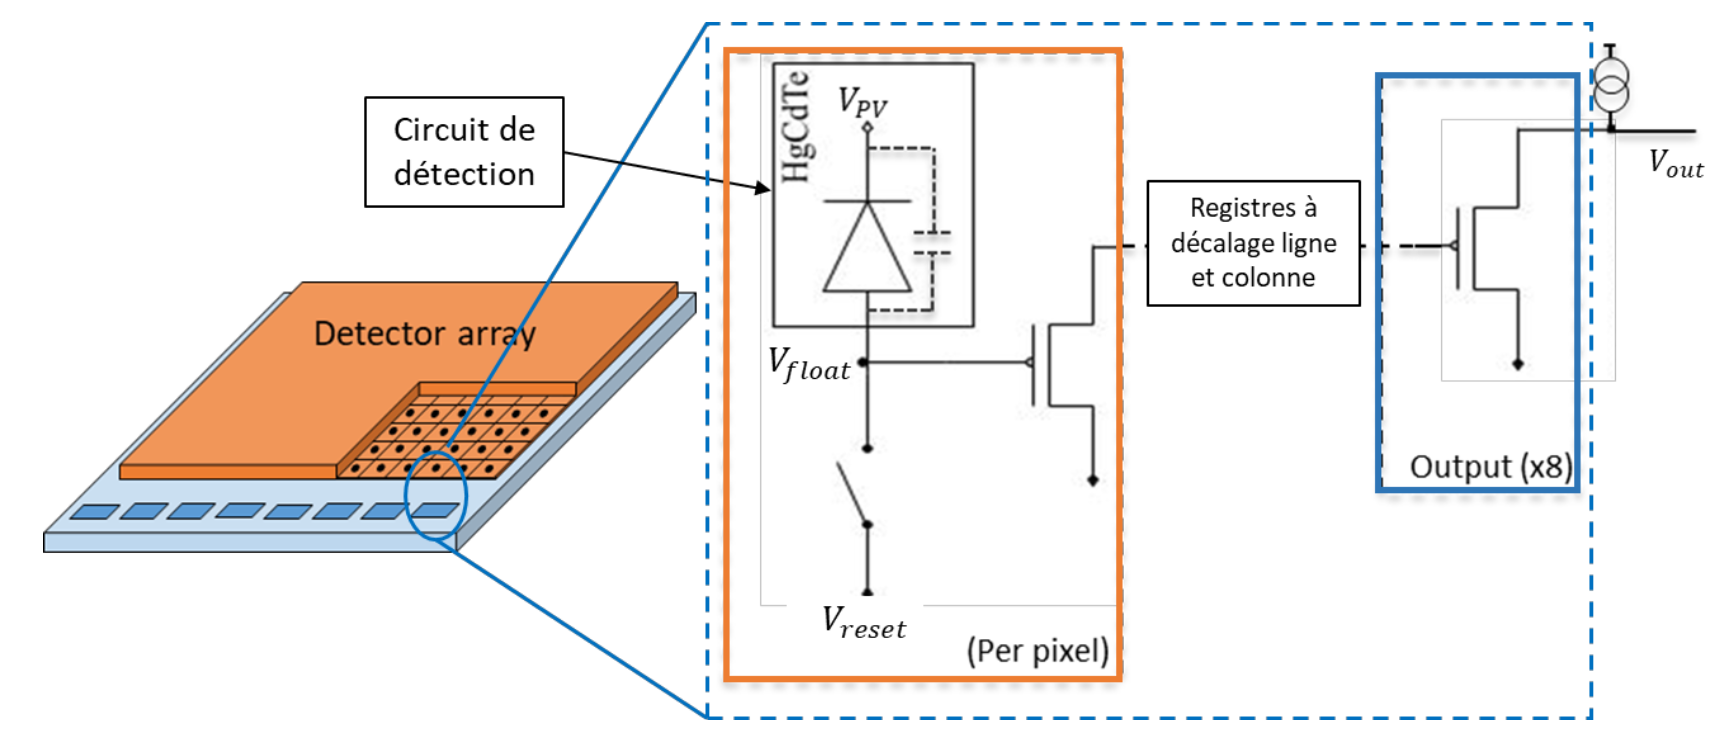 Circuit de
détection
Detector array
HgCdTe
V_PV
V_float
V_reset
(Per pixel)
Registres à
décalage ligne
et colonne
Output (x8)
V_out